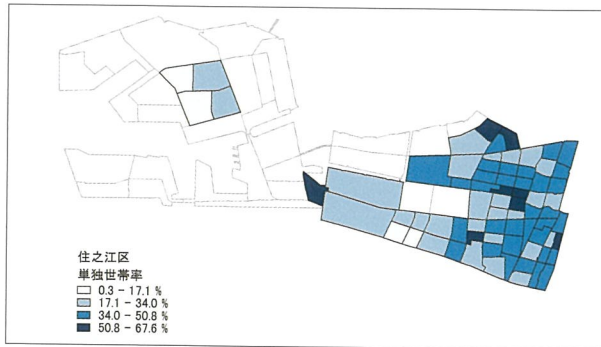 住之江区
単独世帯率
0.3 - 17.1 %
17.1 - 34.0 %
34.0 - 50.8 %
50.8 - 67.6 %